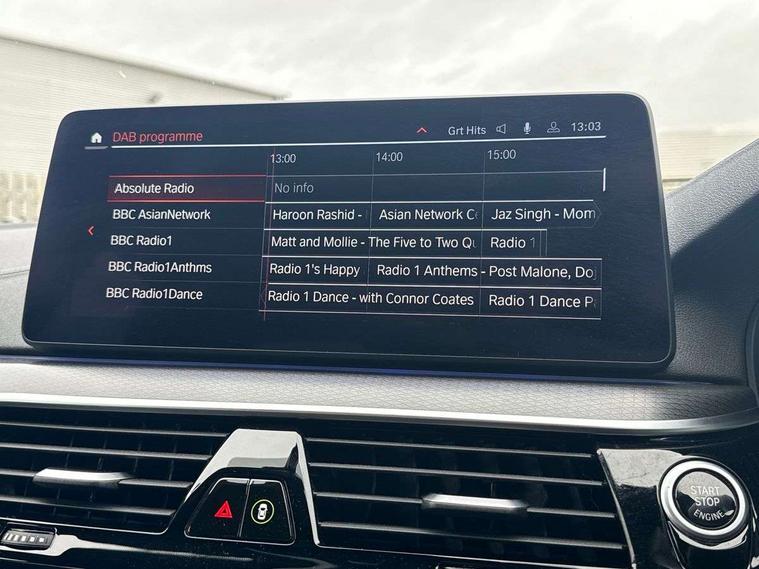 DAB programme
Grt Hits 13:03
13:00 14:00 15:00
Absolute Radio No info
BBC AsianNetwork Haroon Rashid - Asian Network C Jaz Singh - Mom
BBC Radio1 Matt and Mollie - The Five to Two Qu Radio 1
BBC Radio1Anthms Radio 1's Happy Radio 1 Anthems - Post Malone, Do
BBC Radio1Dance Radio 1 Dance - with Connor Coates Radio 1 Dance P
START
STOP
ENGINE